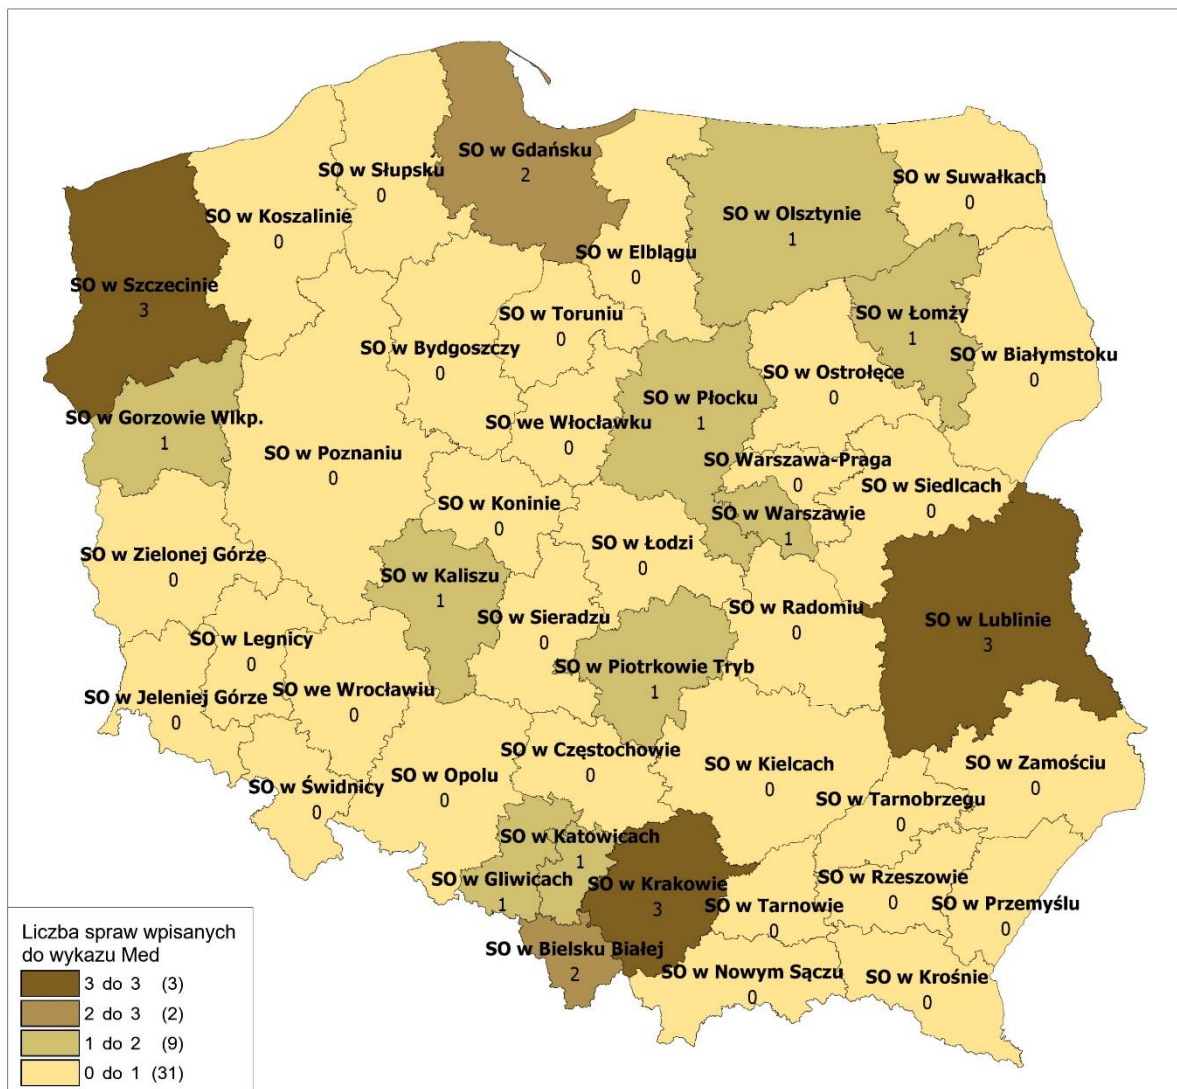 SO w Gdańsku
2
SO w Słupsku
0
SO w Suwałkach
0
SO w Koszalinie
0
SO w Olsztynie
1
SO w Elblągu
0
SO w Szczecinie
3
SO w Toruniu
0
SO w Łomży
1
SO w Bydgoszczy
0
SO w Białymstoku
0
SO w Ostrołęce
0
SO w Płocku
1
SO w Gorzowie Wlkp.
1
SO we Włocławku
0
SO w Poznaniu
0
SO Warszawa-Praga
0
SO w Siedlcach
0
SO w Koninie
0
SO w Warszawie
1
SO w Łodzi
0
SO w Zielonej Górze
0
SO w Kaliszu
1
SO w Radomiu
0
SO w Sieradzu
0
SO w Lublinie
3
SO w Legnicy
0
SO w Piotrkowie Tryb
1
SO we Wrocławiu
0
SO w Jeleniej Górze
0
SO w Częstochowie
0
SO w Kielcach
0
SO w Zamościu
0
SO w Opolu
0
SO w Świdnicy
0
SO w Tarnobrzegu
0
SO w Katowicach
1
SO w Gliwicach
1
SO w Krakowie
3
SO w Rzeszowie
0
SO w Tarnowie
0
SO w Przemyślu
0
SO w Bielsku Białej
2
SO w Nowym Sączu
0
SO w Krośnie
0
Liczba spraw wpisanych
do wykazu Med
3 do 3 (3)
2 do 3 (2)
1 do 2 (9)
0 do 1 (31)